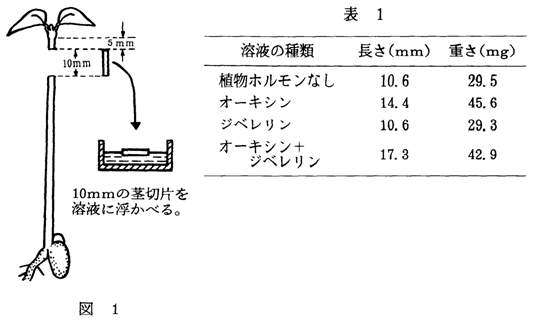 5mm
10mm
10mmの茎切片を
溶液に浮かべる。
図 1
表 1
溶液の種類 長さ(mm) 重さ(mg)
植物ホルモンなし 10.6 29.5
オーキシン 14.4 45.6
ジベレリン 10.6 29.3
オーキシン+
ジベレリン 17.3 42.9